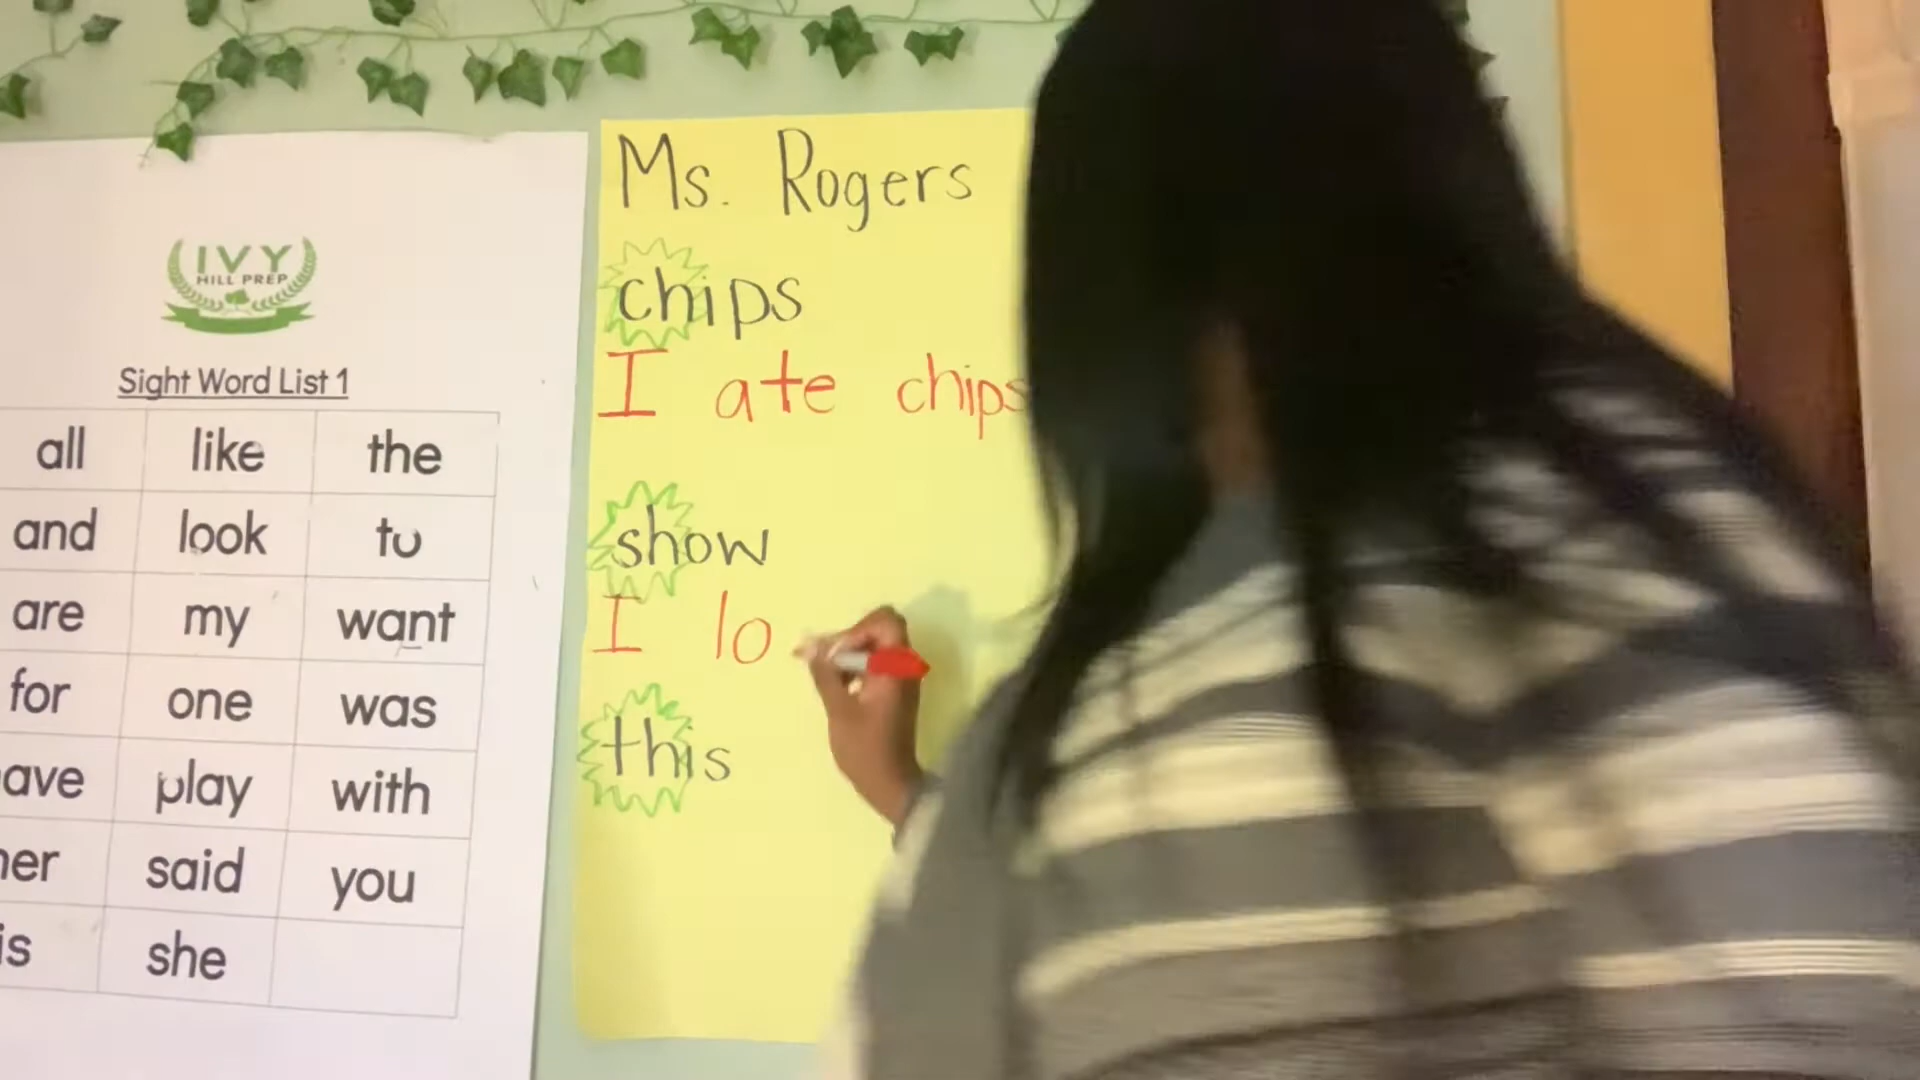 IVY
HILL PREP
Sight Word List 1
all like the
and look to
are my want
for one was
ave play with
her said you
is she
Ms. Rogers
chips
I ate chips
show
I lo
this